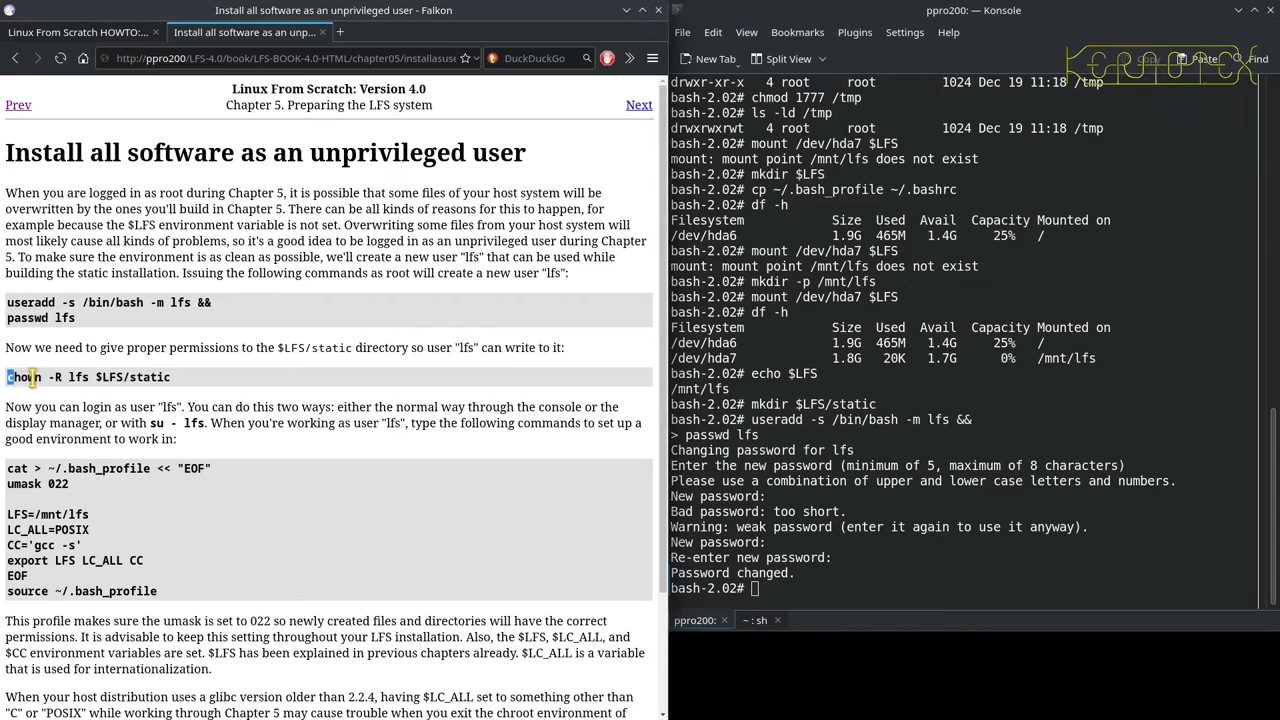 Install all software as an unprivileged user - Falkon
Linux From Scratch HOWTO:...
Install all software as an unp...
http://ppro200/LFS-4.0/book/LFS-BOOK-4.0-HTML/chapter05/installasuse
DuckDuckGo
Linux From Scratch: Version 4.0
Prev
Chapter 5. Preparing the LFS system
Next
Install all software as an unprivileged user
When you are logged in as root during Chapter 5, it is possible that some files of your host system will be
overwritten by the ones you'll build in Chapter 5. There can be all kinds of reasons for this to happen, for
example because the $LFS environment variable is not set. Overwriting some files from your host system will
most likely cause all kinds of problems, so it's a good idea to be logged in as an unprivileged user during Chapter
5. To make sure the environment is as clean as possible, we'll create a new user "lfs" that can be used while
building the static installation. Issuing the following commands as root will create a new user "lfs":
useradd -s /bin/bash -m lfs &&
passwd lfs
Now we need to give proper permissions to the $LFS/static directory so user "lfs" can write to it:
chown -R lfs $LFS/static
Now you can login as user "lfs". You can do this two ways: either the normal way through the console or the
display manager, or with su - lfs. When you're working as user "lfs", type the following commands to set up a
good environment to work in:
cat > ~/.bash_profile << "EOF"
umask 022
LFS=/mnt/lfs
LC_ALL=POSIX
CC='gcc -s'
export LFS LC_ALL CC
EOF
source ~/.bash_profile
This profile makes sure the umask is set to 022 so newly created files and directories will have the correct
permissions. It is advisable to keep this setting throughout your LFS installation. Also, the $LFS, $LC_ALL, and
$CC environment variables are set. $LFS has been explained in previous chapters already. $LC_ALL is a variable
that is used for internationalization.
When your host distribution uses a glibc version older than 2.2.4, having $LC_ALL set to something other than
"C" or "POSIX" while working through Chapter 5 may cause trouble when you exit the chroot environment of
ppro200: — Konsole
File Edit View Bookmarks Plugins Settings Help
New Tab Split View Copy Paste Find
KEUOTEX
drwxr-xr-x 4 root root 1024 Dec 19 11:18 /tmp
bash-2.02# chmod 1777 /tmp
bash-2.02# ls -ld /tmp
drwxrwxrwt 4 root root 1024 Dec 19 11:18 /tmp
bash-2.02# mount /dev/hda7 $LFS
mount: mount point /mnt/lfs does not exist
bash-2.02# mkdir $LFS
bash-2.02# cp ~/.bash_profile ~/.bashrc
bash-2.02# df -h
Filesystem Size Used Avail Capacity Mounted on
/dev/hda6 1.9G 465M 1.4G 25% /
bash-2.02# mount /dev/hda7 $LFS
mount: mount point /mnt/lfs does not exist
bash-2.02# mkdir -p /mnt/lfs
bash-2.02# mount /dev/hda7 $LFS
bash-2.02# df -h
Filesystem Size Used Avail Capacity Mounted on
/dev/hda6 1.9G 465M 1.4G 25% /
/dev/hda7 1.8G 20K 1.7G 0% /mnt/lfs
bash-2.02# echo $LFS
/mnt/lfs
bash-2.02# mkdir $LFS/static
bash-2.02# useradd -s /bin/bash -m lfs &&
> passwd lfs
Changing password for lfs
Enter the new password (minimum of 5, maximum of 8 characters)
Please use a combination of upper and lower case letters and numbers.
New password:
Bad password: too short.
Warning: weak password (enter it again to use it anyway).
New password:
Re-enter new password:
Password changed.
bash-2.02#
ppro200:
~ : sh